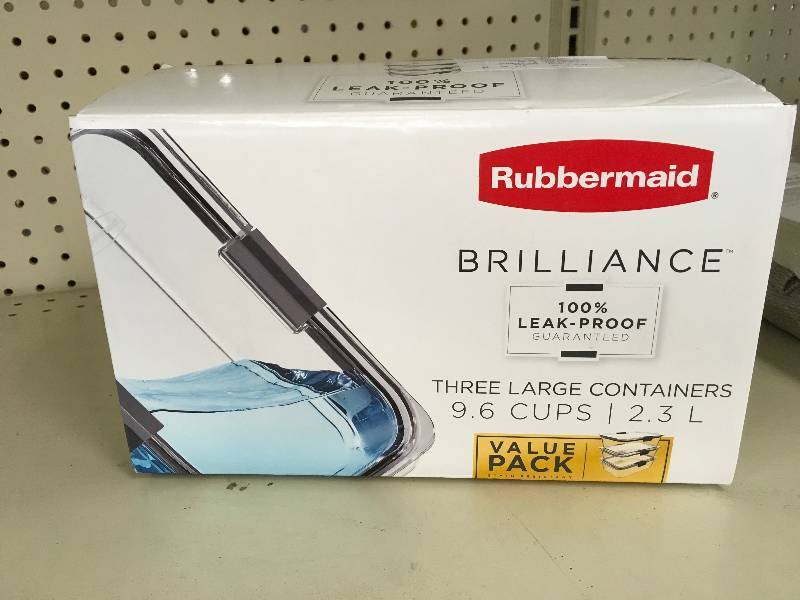 100%
LEAK-PROOF
GUARANTEED
Rubbermaid®
BRILLIANCE™
100%
LEAK-PROOF
GUARANTEED
THREE LARGE CONTAINERS
9.6 CUPS | 2.3 L
VALUE
PACK